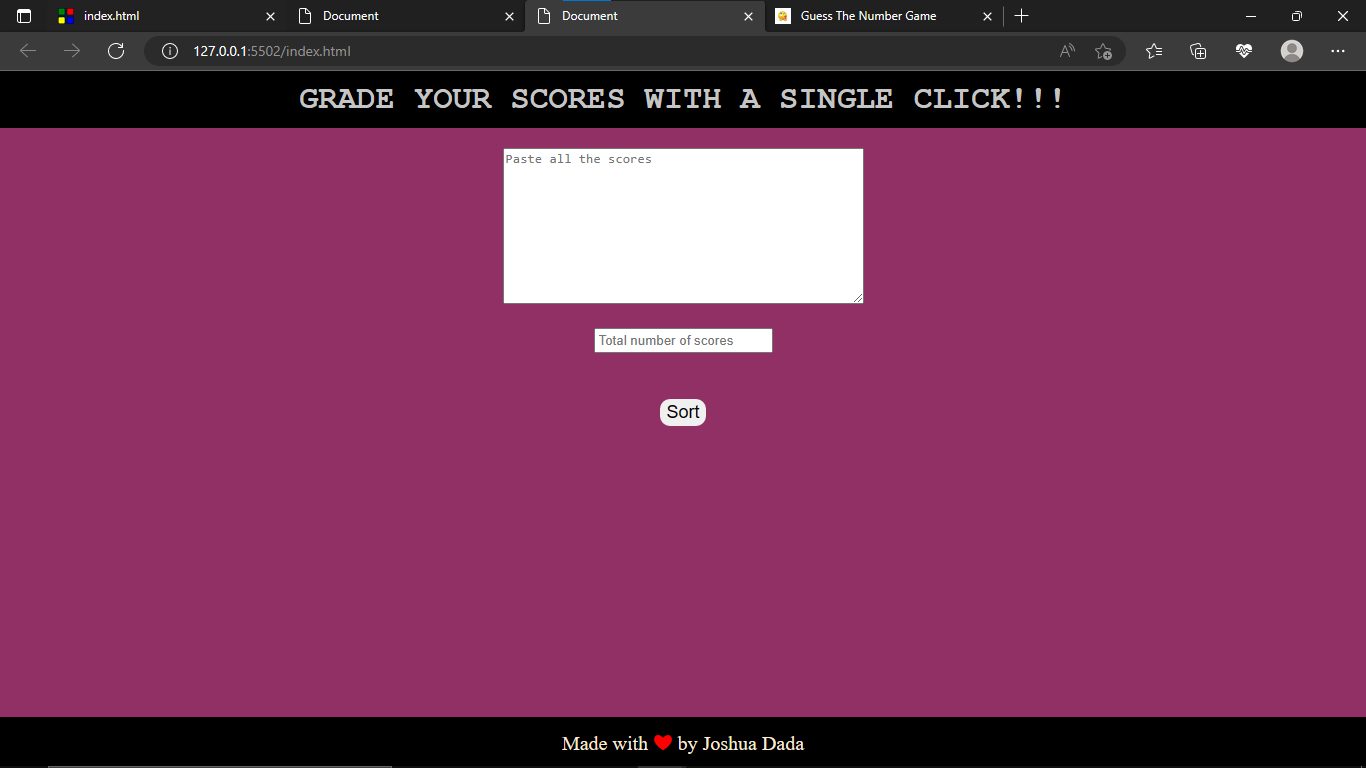 index.html
Document
Document
Guess The Number Game
127.0.0.1:5502/index.html
GRADE YOUR SCORES WITH A SINGLE CLICK!!!
Paste all the scores
Total number of scores
Sort
Made with ❤ by Joshua Dada